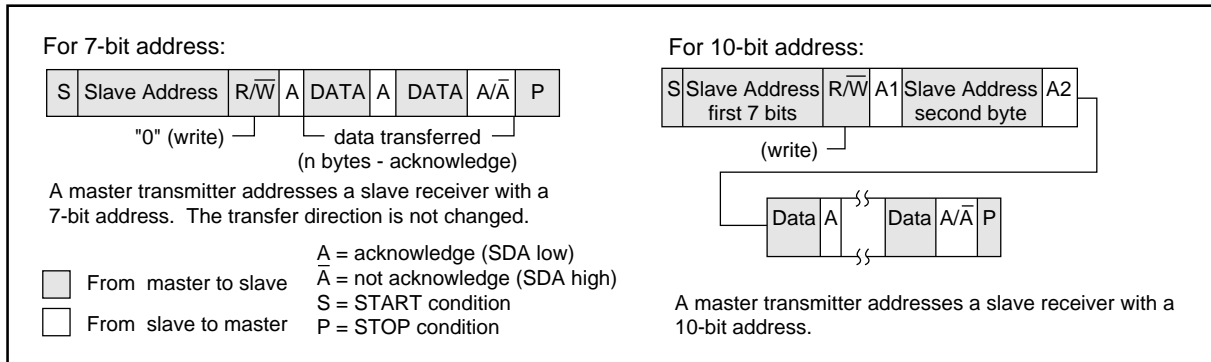 For 7-bit address:
S Slave Address R/W̅ A DATA A DATA A/A̅ P
"0" (write) data transferred
(n bytes - acknowledge)
A master transmitter addresses a slave receiver with a
7-bit address. The transfer direction is not changed.
From master to slave
From slave to master
A = acknowledge (SDA low)
A̅ = not acknowledge (SDA high)
S = START condition
P = STOP condition
For 10-bit address:
S Slave Address R/W̅ A1 Slave Address A2
first 7 bits second byte
(write)
Data A Data A/A̅ P
A master transmitter addresses a slave receiver with a
10-bit address.